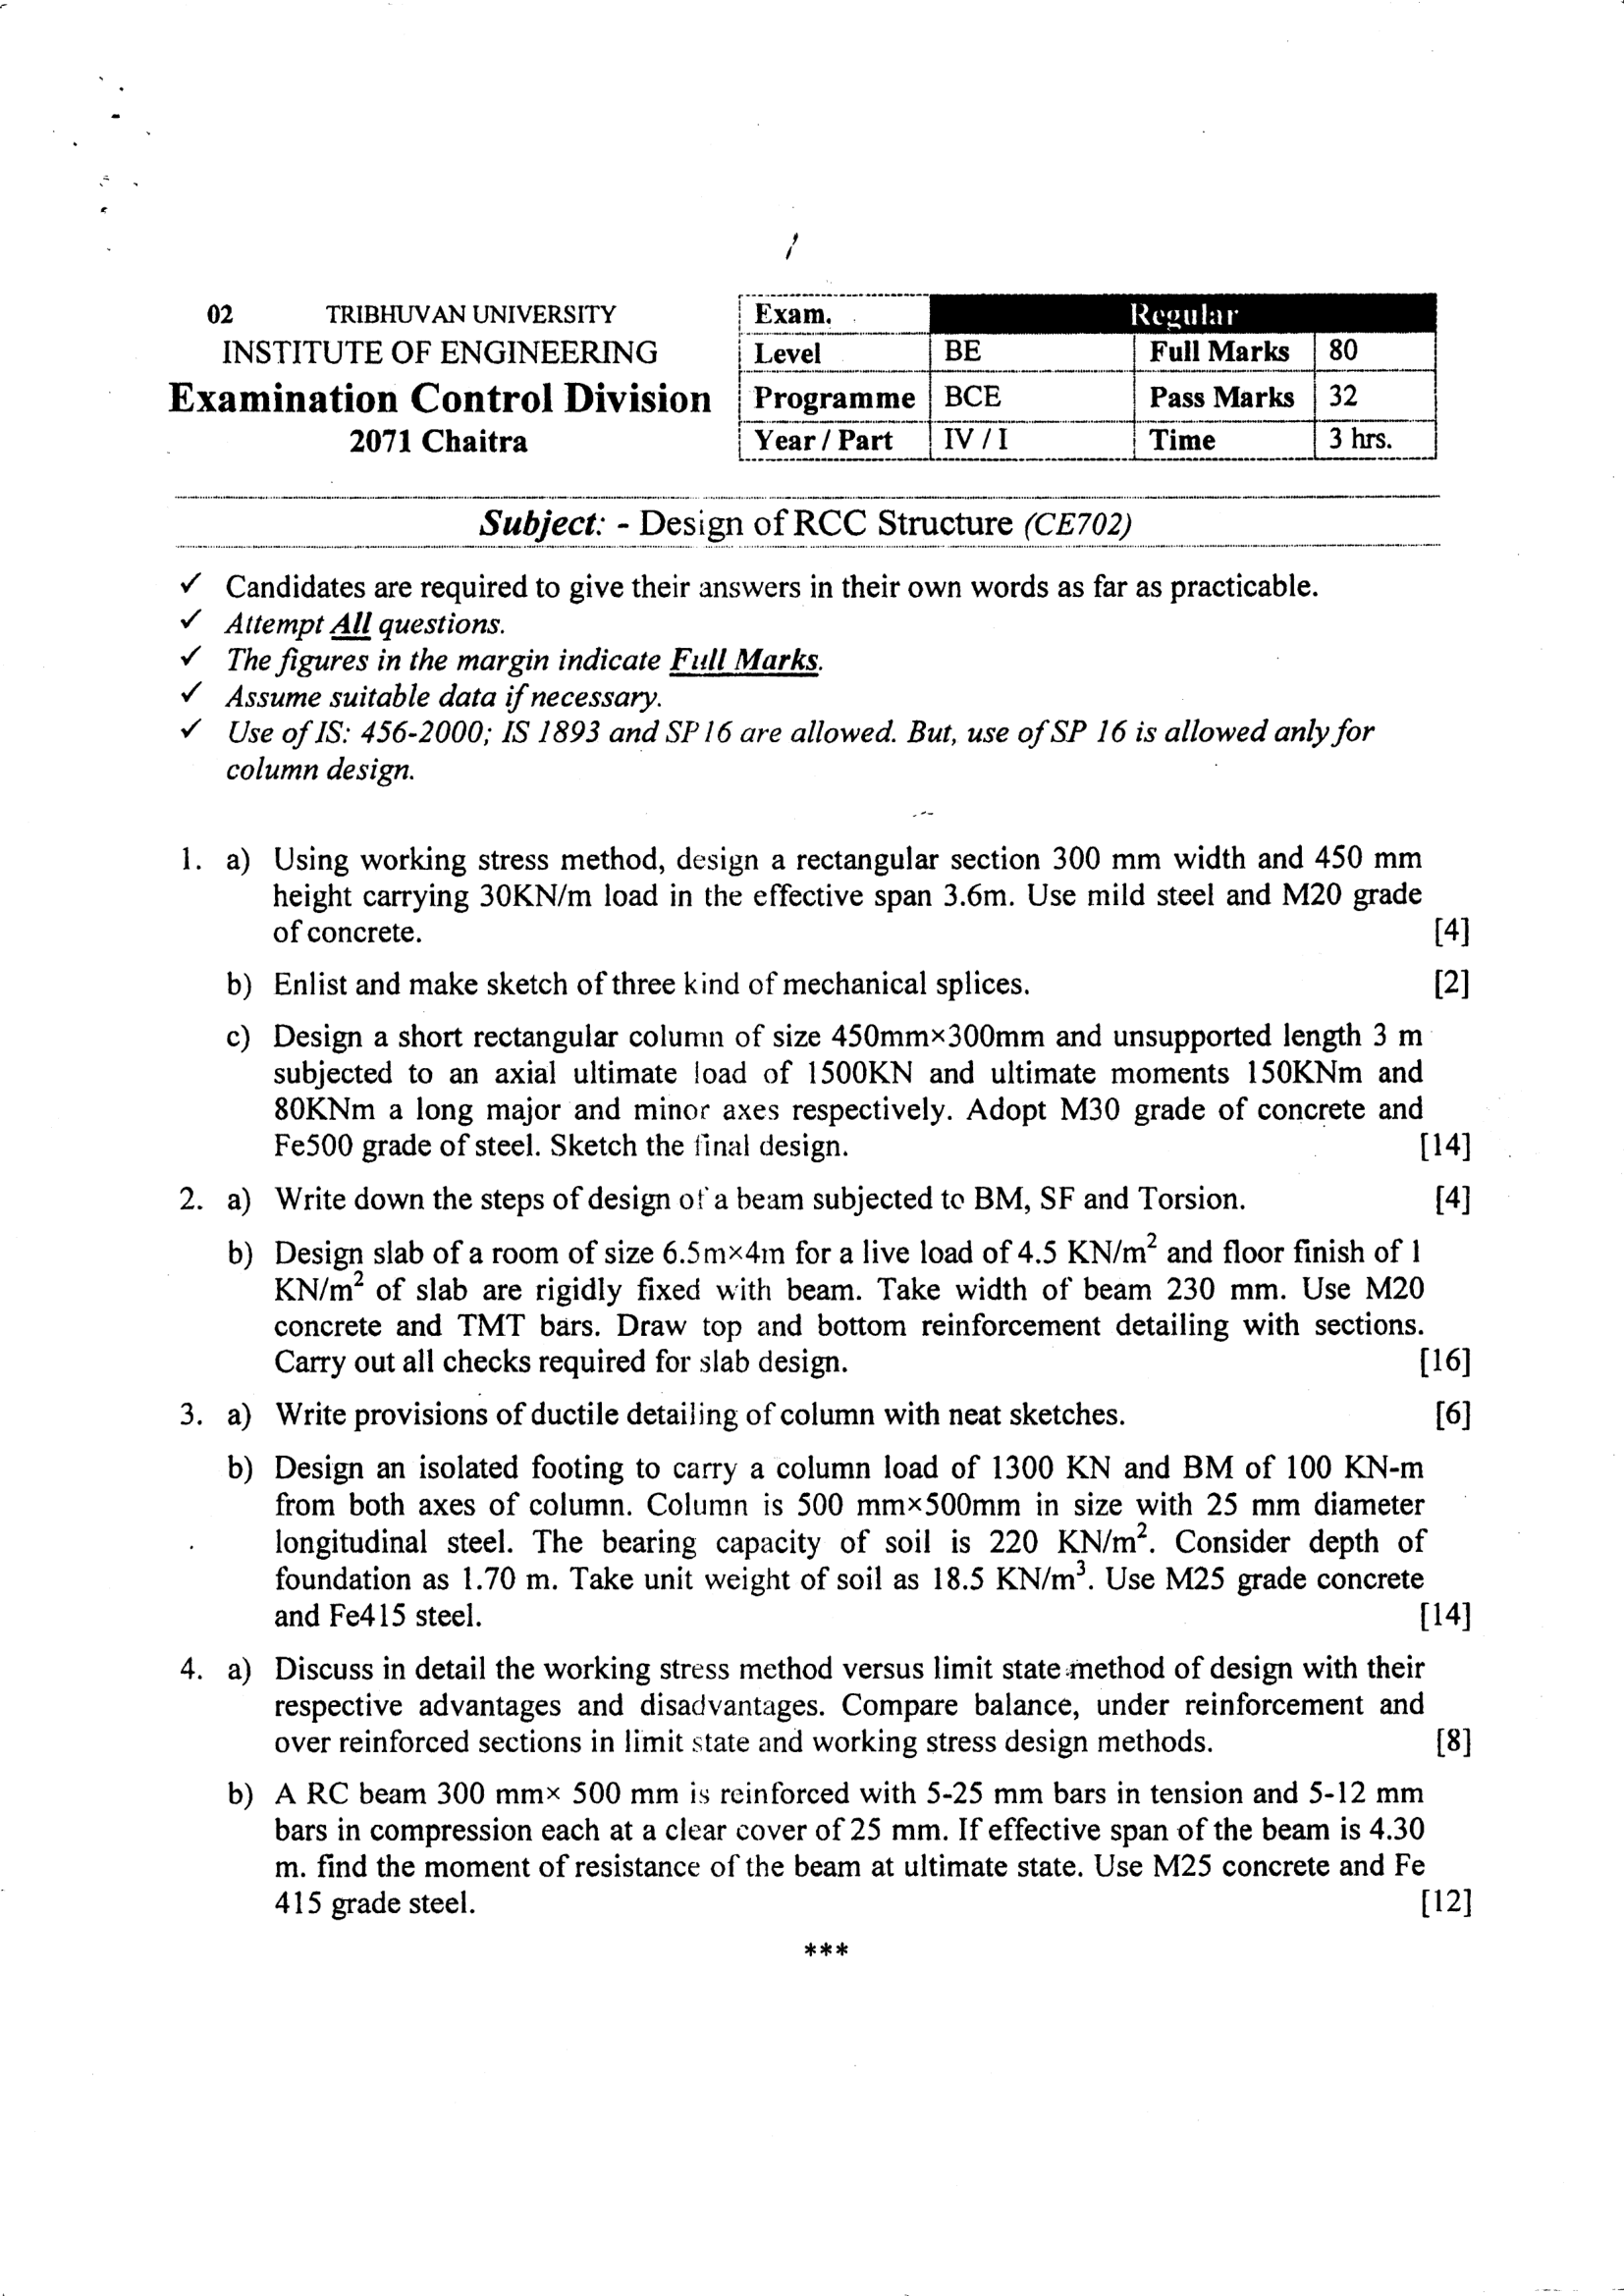 02 TRIBHUVAN UNIVERSITY
INSTITUTE OF ENGINEERING
Examination Control Division
2071 Chaitra
Exam. Regular
Level BE Full Marks 80
Programme BCE Pass Marks 32
Year / Part IV / I Time 3 hrs.
Subject: - Design of RCC Structure (CE702)
✓ Candidates are required to give their answers in their own words as far as practicable.
✓ Attempt All questions.
✓ The figures in the margin indicate Full Marks.
✓ Assume suitable data if necessary.
✓ Use of IS: 456-2000; IS 1893 and SP 16 are allowed. But, use of SP 16 is allowed anly for
column design.
1. a) Using working stress method, design a rectangular section 300 mm width and 450 mm
height carrying 30KN/m load in the effective span 3.6m. Use mild steel and M20 grade
of concrete. [4]
b) Enlist and make sketch of three kind of mechanical splices. [2]
c) Design a short rectangular column of size 450mm×300mm and unsupported length 3 m
subjected to an axial ultimate load of 1500KN and ultimate moments 150KNm and
80KNm a long major and minor axes respectively. Adopt M30 grade of concrete and
Fe500 grade of steel. Sketch the final design. [14]
2. a) Write down the steps of design of a beam subjected to BM, SF and Torsion. [4]
b) Design slab of a room of size 6.5m×4m for a live load of 4.5 KN/m² and floor finish of 1
KN/m² of slab are rigidly fixed with beam. Take width of beam 230 mm. Use M20
concrete and TMT bars. Draw top and bottom reinforcement detailing with sections.
Carry out all checks required for slab design. [16]
3. a) Write provisions of ductile detailing of column with neat sketches. [6]
b) Design an isolated footing to carry a column load of 1300 KN and BM of 100 KN-m
from both axes of column. Column is 500 mm×500mm in size with 25 mm diameter
longitudinal steel. The bearing capacity of soil is 220 KN/m². Consider depth of
foundation as 1.70 m. Take unit weight of soil as 18.5 KN/m³. Use M25 grade concrete
and Fe415 steel. [14]
4. a) Discuss in detail the working stress method versus limit state method of design with their
respective advantages and disadvantages. Compare balance, under reinforcement and
over reinforced sections in limit state and working stress design methods. [8]
b) A RC beam 300 mm× 500 mm is reinforced with 5-25 mm bars in tension and 5-12 mm
bars in compression each at a clear cover of 25 mm. If effective span of the beam is 4.30
m. find the moment of resistance of the beam at ultimate state. Use M25 concrete and Fe
415 grade steel. [12]
***